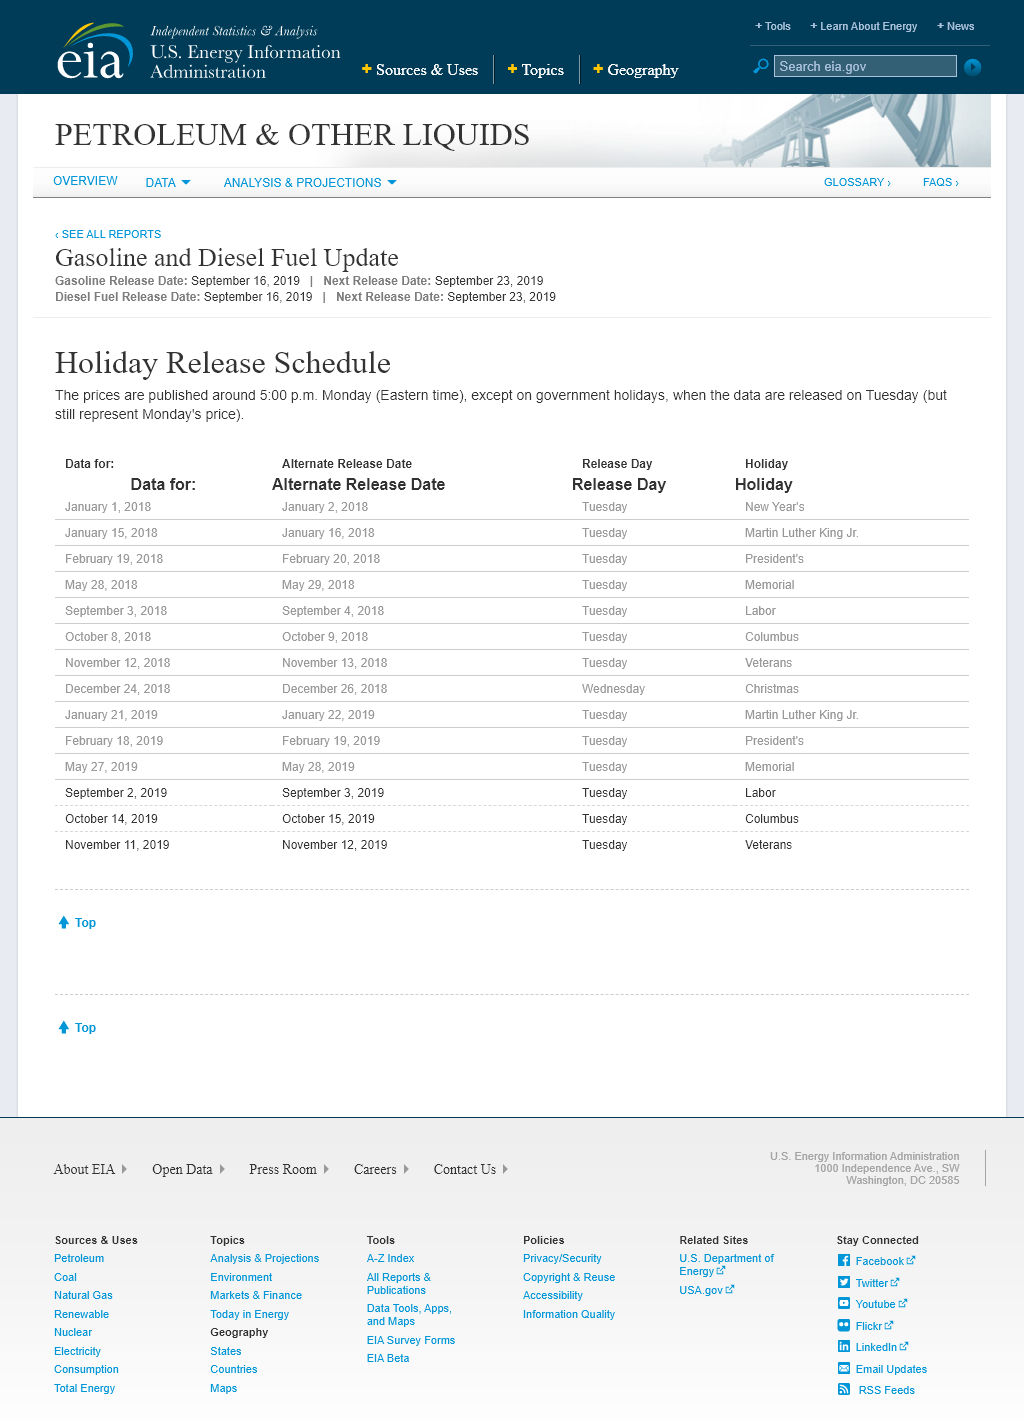 + Tools + Learn About Energy + News
eia
Independent Statistics & Analysis
U.S. Energy Information
Administration
+ Sources & Uses + Topics + Geography
Search eia.gov
PETROLEUM & OTHER LIQUIDS
OVERVIEW DATA ANALYSIS & PROJECTIONS GLOSSARY › FAQS ›
‹ SEE ALL REPORTS
Gasoline and Diesel Fuel Update
Gasoline Release Date: September 16, 2019 | Next Release Date: September 23, 2019
Diesel Fuel Release Date: September 16, 2019 | Next Release Date: September 23, 2019
Holiday Release Schedule
The prices are published around 5:00 p.m. Monday (Eastern time), except on government holidays, when the data are released on Tuesday (but
still represent Monday's price).
Data for: Alternate Release Date Release Day Holiday
Data for: Alternate Release Date Release Day Holiday
January 1, 2018 January 2, 2018 Tuesday New Year's
January 15, 2018 January 16, 2018 Tuesday Martin Luther King Jr.
February 19, 2018 February 20, 2018 Tuesday President's
May 28, 2018 May 29, 2018 Tuesday Memorial
September 3, 2018 September 4, 2018 Tuesday Labor
October 8, 2018 October 9, 2018 Tuesday Columbus
November 12, 2018 November 13, 2018 Tuesday Veterans
December 24, 2018 December 26, 2018 Wednesday Christmas
January 21, 2019 January 22, 2019 Tuesday Martin Luther King Jr.
February 18, 2019 February 19, 2019 Tuesday President's
May 27, 2019 May 28, 2019 Tuesday Memorial
September 2, 2019 September 3, 2019 Tuesday Labor
October 14, 2019 October 15, 2019 Tuesday Columbus
November 11, 2019 November 12, 2019 Tuesday Veterans
Top
Top
About EIA Open Data Press Room Careers Contact Us
U.S. Energy Information Administration
1000 Independence Ave., SW
Washington, DC 20585
Sources & Uses
Petroleum
Coal
Natural Gas
Renewable
Nuclear
Electricity
Consumption
Total Energy
Topics
Analysis & Projections
Environment
Markets & Finance
Today in Energy
Geography
States
Countries
Maps
Tools
A-Z Index
All Reports &
Publications
Data Tools, Apps,
and Maps
EIA Survey Forms
EIA Beta
Policies
Privacy/Security
Copyright & Reuse
Accessibility
Information Quality
Related Sites
U.S. Department of
Energy
USA.gov
Stay Connected
Facebook
Twitter
Youtube
Flickr
LinkedIn
Email Updates
RSS Feeds